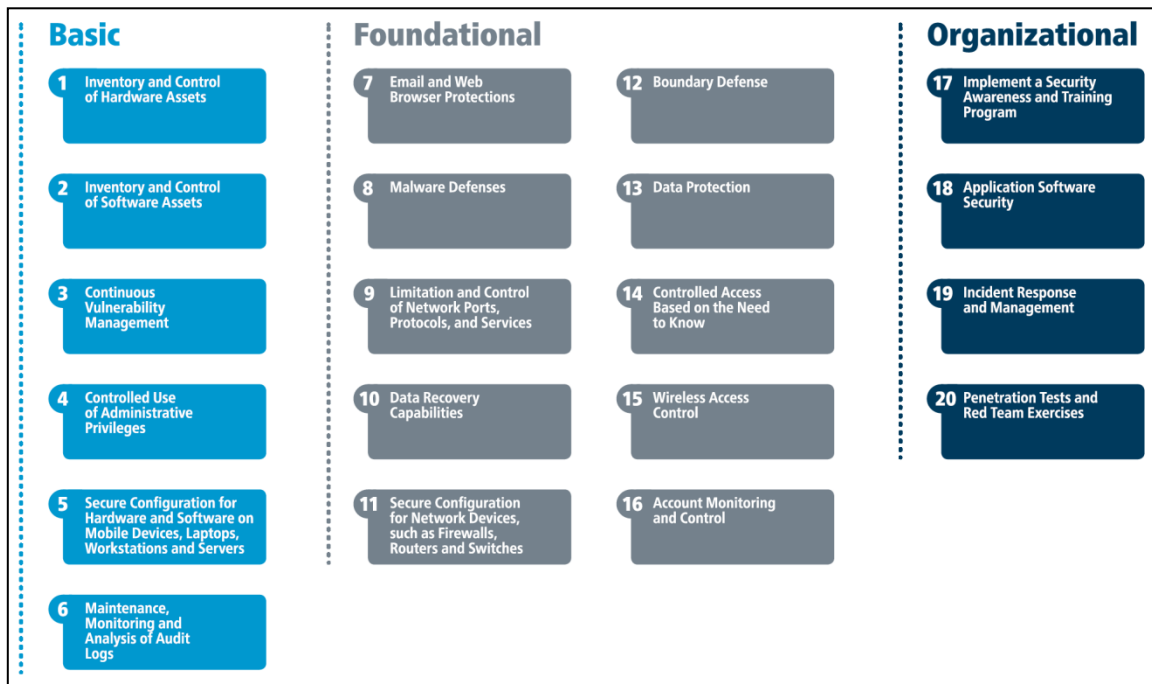 Basic
1
Inventory and Control
of Hardware Assets
2
Inventory and Control
of Software Assets
3
Continuous
Vulnerability
Management
4
Controlled Use
of Administrative
Privileges
5
Secure Configuration for
Hardware and Software on
Mobile Devices, Laptops,
Workstations and Servers
6
Maintenance,
Monitoring and
Analysis of Audit
Logs
Foundational
7
Email and Web
Browser Protections
8
Malware Defenses
9
Limitation and Control
of Network Ports,
Protocols, and Services
10
Data Recovery
Capabilities
11
Secure Configuration
for Network Devices,
such as Firewalls,
Routers and Switches
12
Boundary Defense
13
Data Protection
14
Controlled Access
Based on the Need
to Know
15
Wireless Access
Control
16
Account Monitoring
and Control
Organizational
17
Implement a Security
Awareness and Training
Program
18
Application Software
Security
19
Incident Response
and Management
20
Penetration Tests and
Red Team Exercises